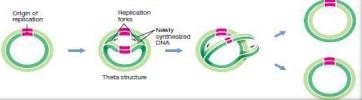 Origin of
replication
Replication
forks
Newly
synthesized
DNA
Theta structure